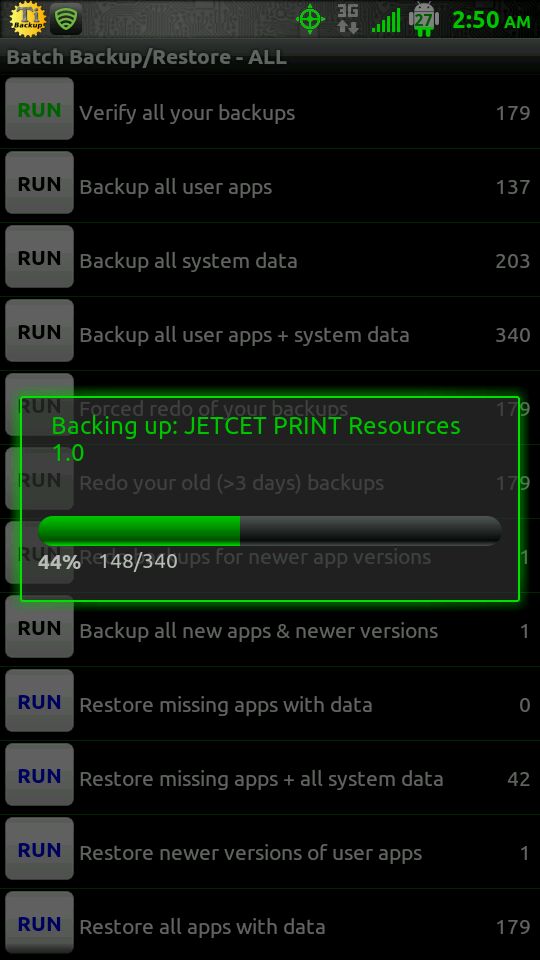 Ti
Backup
3G
27
2:50 AM
Batch Backup/Restore - ALL
RUN Verify all your backups 179
RUN Backup all user apps 137
RUN Backup all system data 203
RUN Backup all user apps + system data 340
RUN Forced redo of your backups 179
Backing up: JETCET PRINT Resources
1.0
RUN Redo your old (>3 days) backups 179
RUN Redo backups for newer app versions 1
44% 148/340
RUN Backup all new apps & newer versions 1
RUN Restore missing apps with data 0
RUN Restore missing apps + all system data 42
RUN Restore newer versions of user apps 1
RUN Restore all apps with data 179